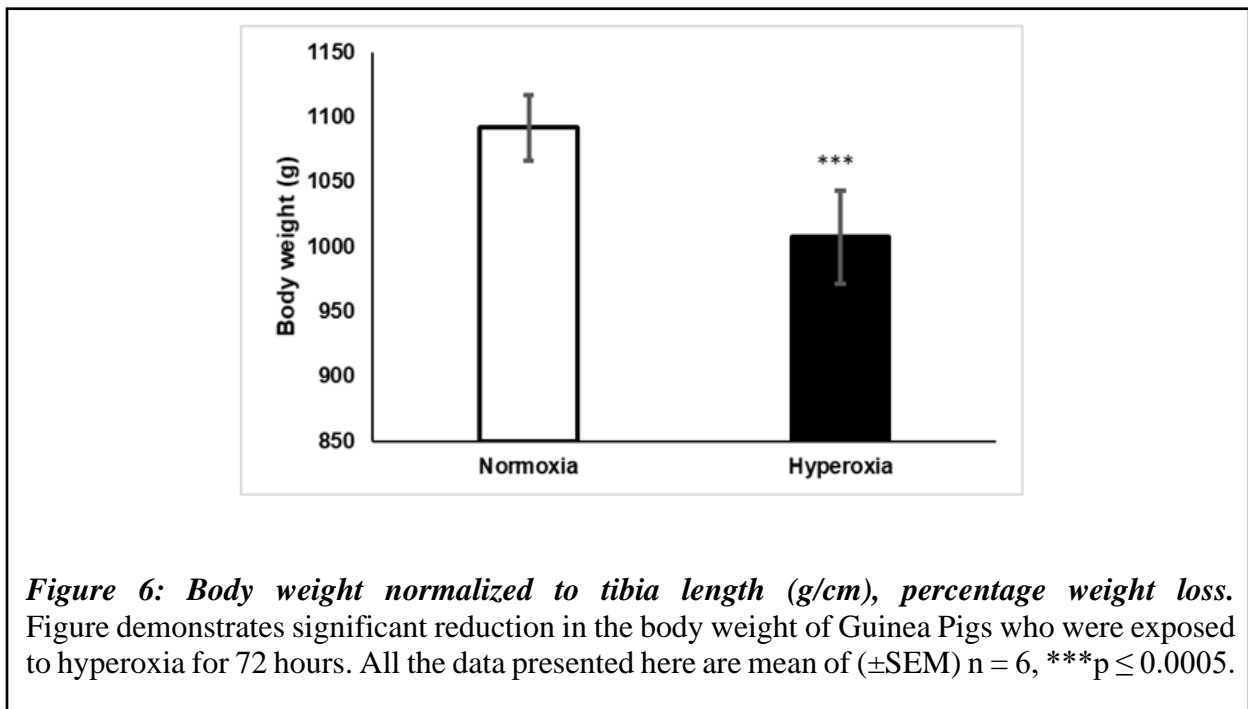 1150
1100
1050
1000
950
900
850
Body weight (g)
***
Normoxia
Hyperoxia
Figure 6: Body weight normalized to tibia length (g/cm), percentage weight loss.
Figure demonstrates significant reduction in the body weight of Guinea Pigs who were exposed
to hyperoxia for 72 hours. All the data presented here are mean of (±SEM) n = 6, ***p ≤ 0.0005.